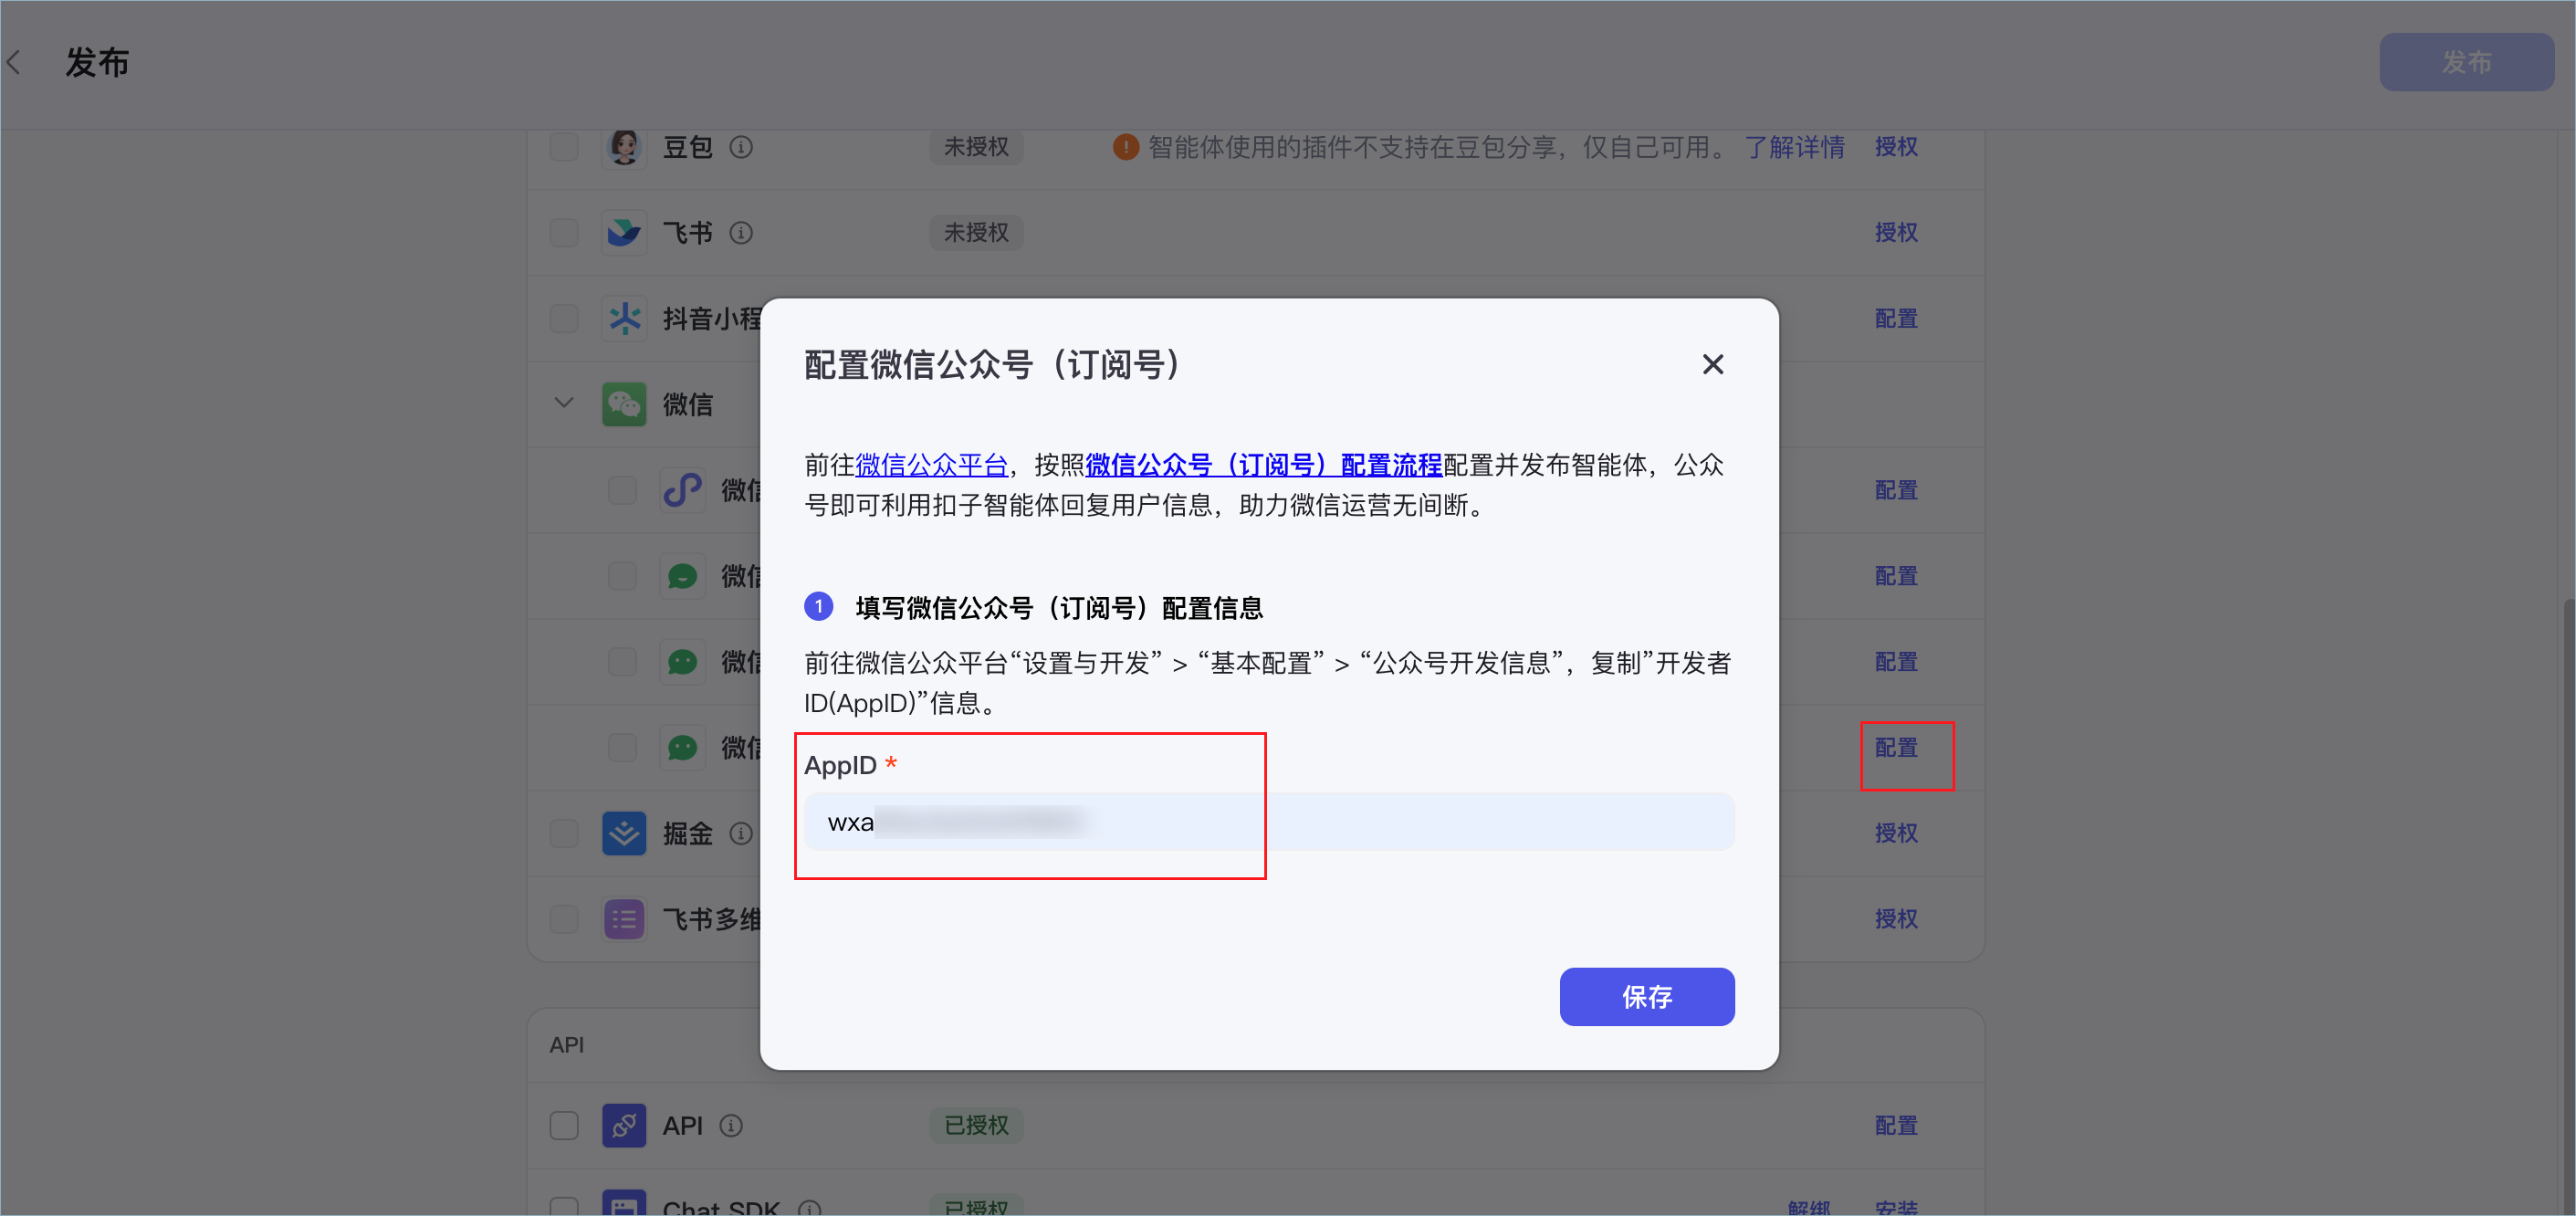 发布
发布
豆包
未授权
智能体使用的插件不支持在豆包分享，仅自己可用。 了解详情
授权
飞书
未授权
授权
抖音小程
配置
微信
微信
配置
微信
配置
微信
配置
微信
配置
掘金
授权
飞书多维
授权
配置微信公众号（订阅号）
前往微信公众平台，按照微信公众号（订阅号）配置流程配置并发布智能体，公众
号即可利用扣子智能体回复用户信息，助力微信运营无间断。
1 填写微信公众号（订阅号）配置信息
前往微信公众平台“设置与开发” > “基本配置” > “公众号开发信息”，复制”开发者
ID(AppID)”信息。
AppID *
wxa
保存
API
API
已授权
配置
Chat SDK
已授权
解绑
安装